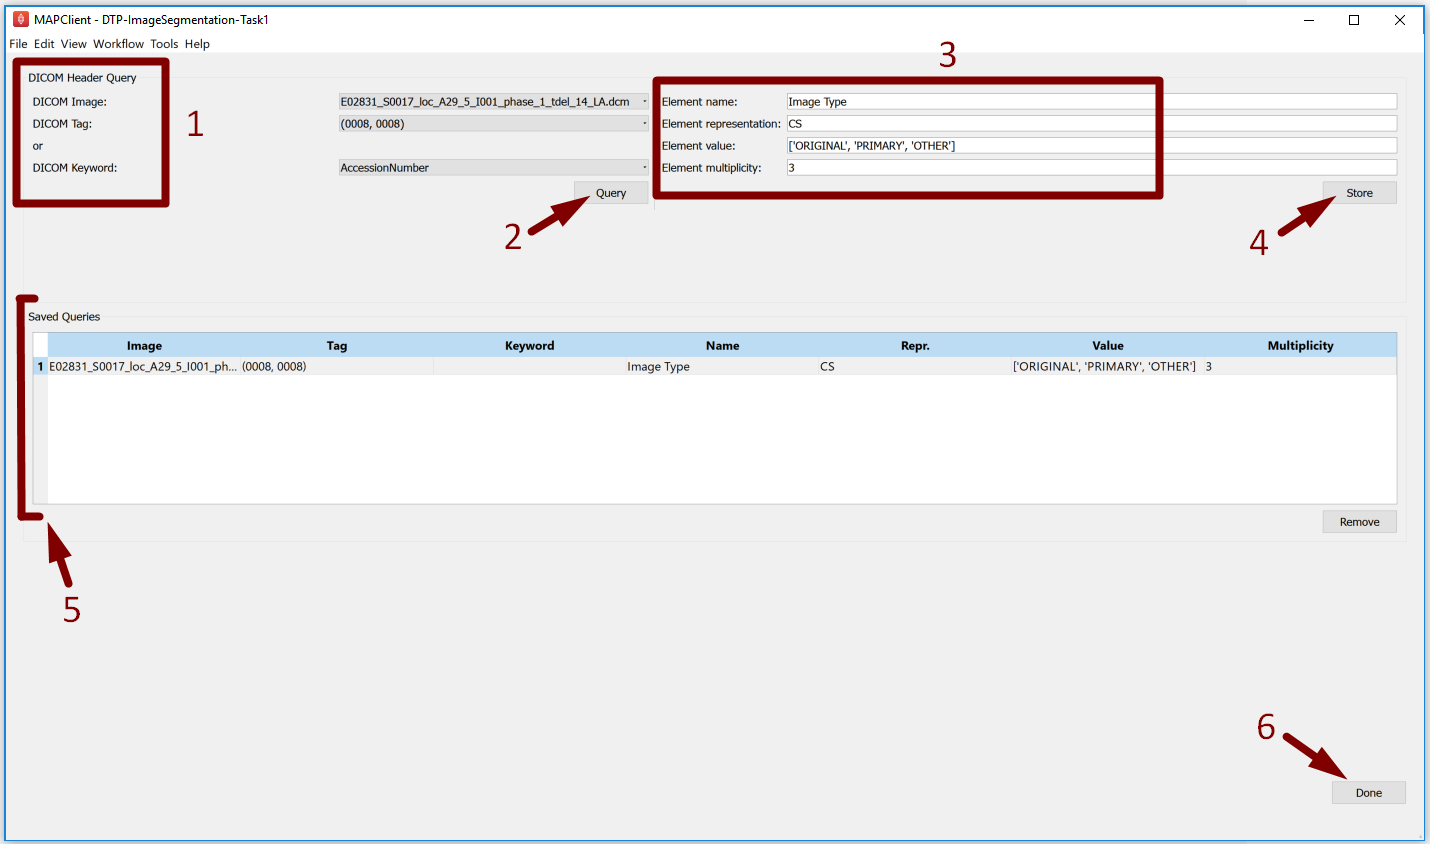 MAPClient - DTP-ImageSegmentation-Task1
File Edit View Workflow Tools Help
3
DICOM Header Query
DICOM Image: E02831_S0017_loc_A29_5_I001_phase_1_tdel_14_LA.dcm Element name: Image Type
DICOM Tag: (0008, 0008) Element representation: CS
1
or Element value: ['ORIGINAL', 'PRIMARY', 'OTHER']
DICOM Keyword: AccessionNumber Element multiplicity: 3
Query Store
2 4
Saved Queries
Image Tag Keyword Name Repr. Value Multiplicity
1 E02831_S0017_loc_A29_5_I001_ph... (0008, 0008) Image Type CS ['ORIGINAL', 'PRIMARY', 'OTHER'] 3
Remove
5
6
Done